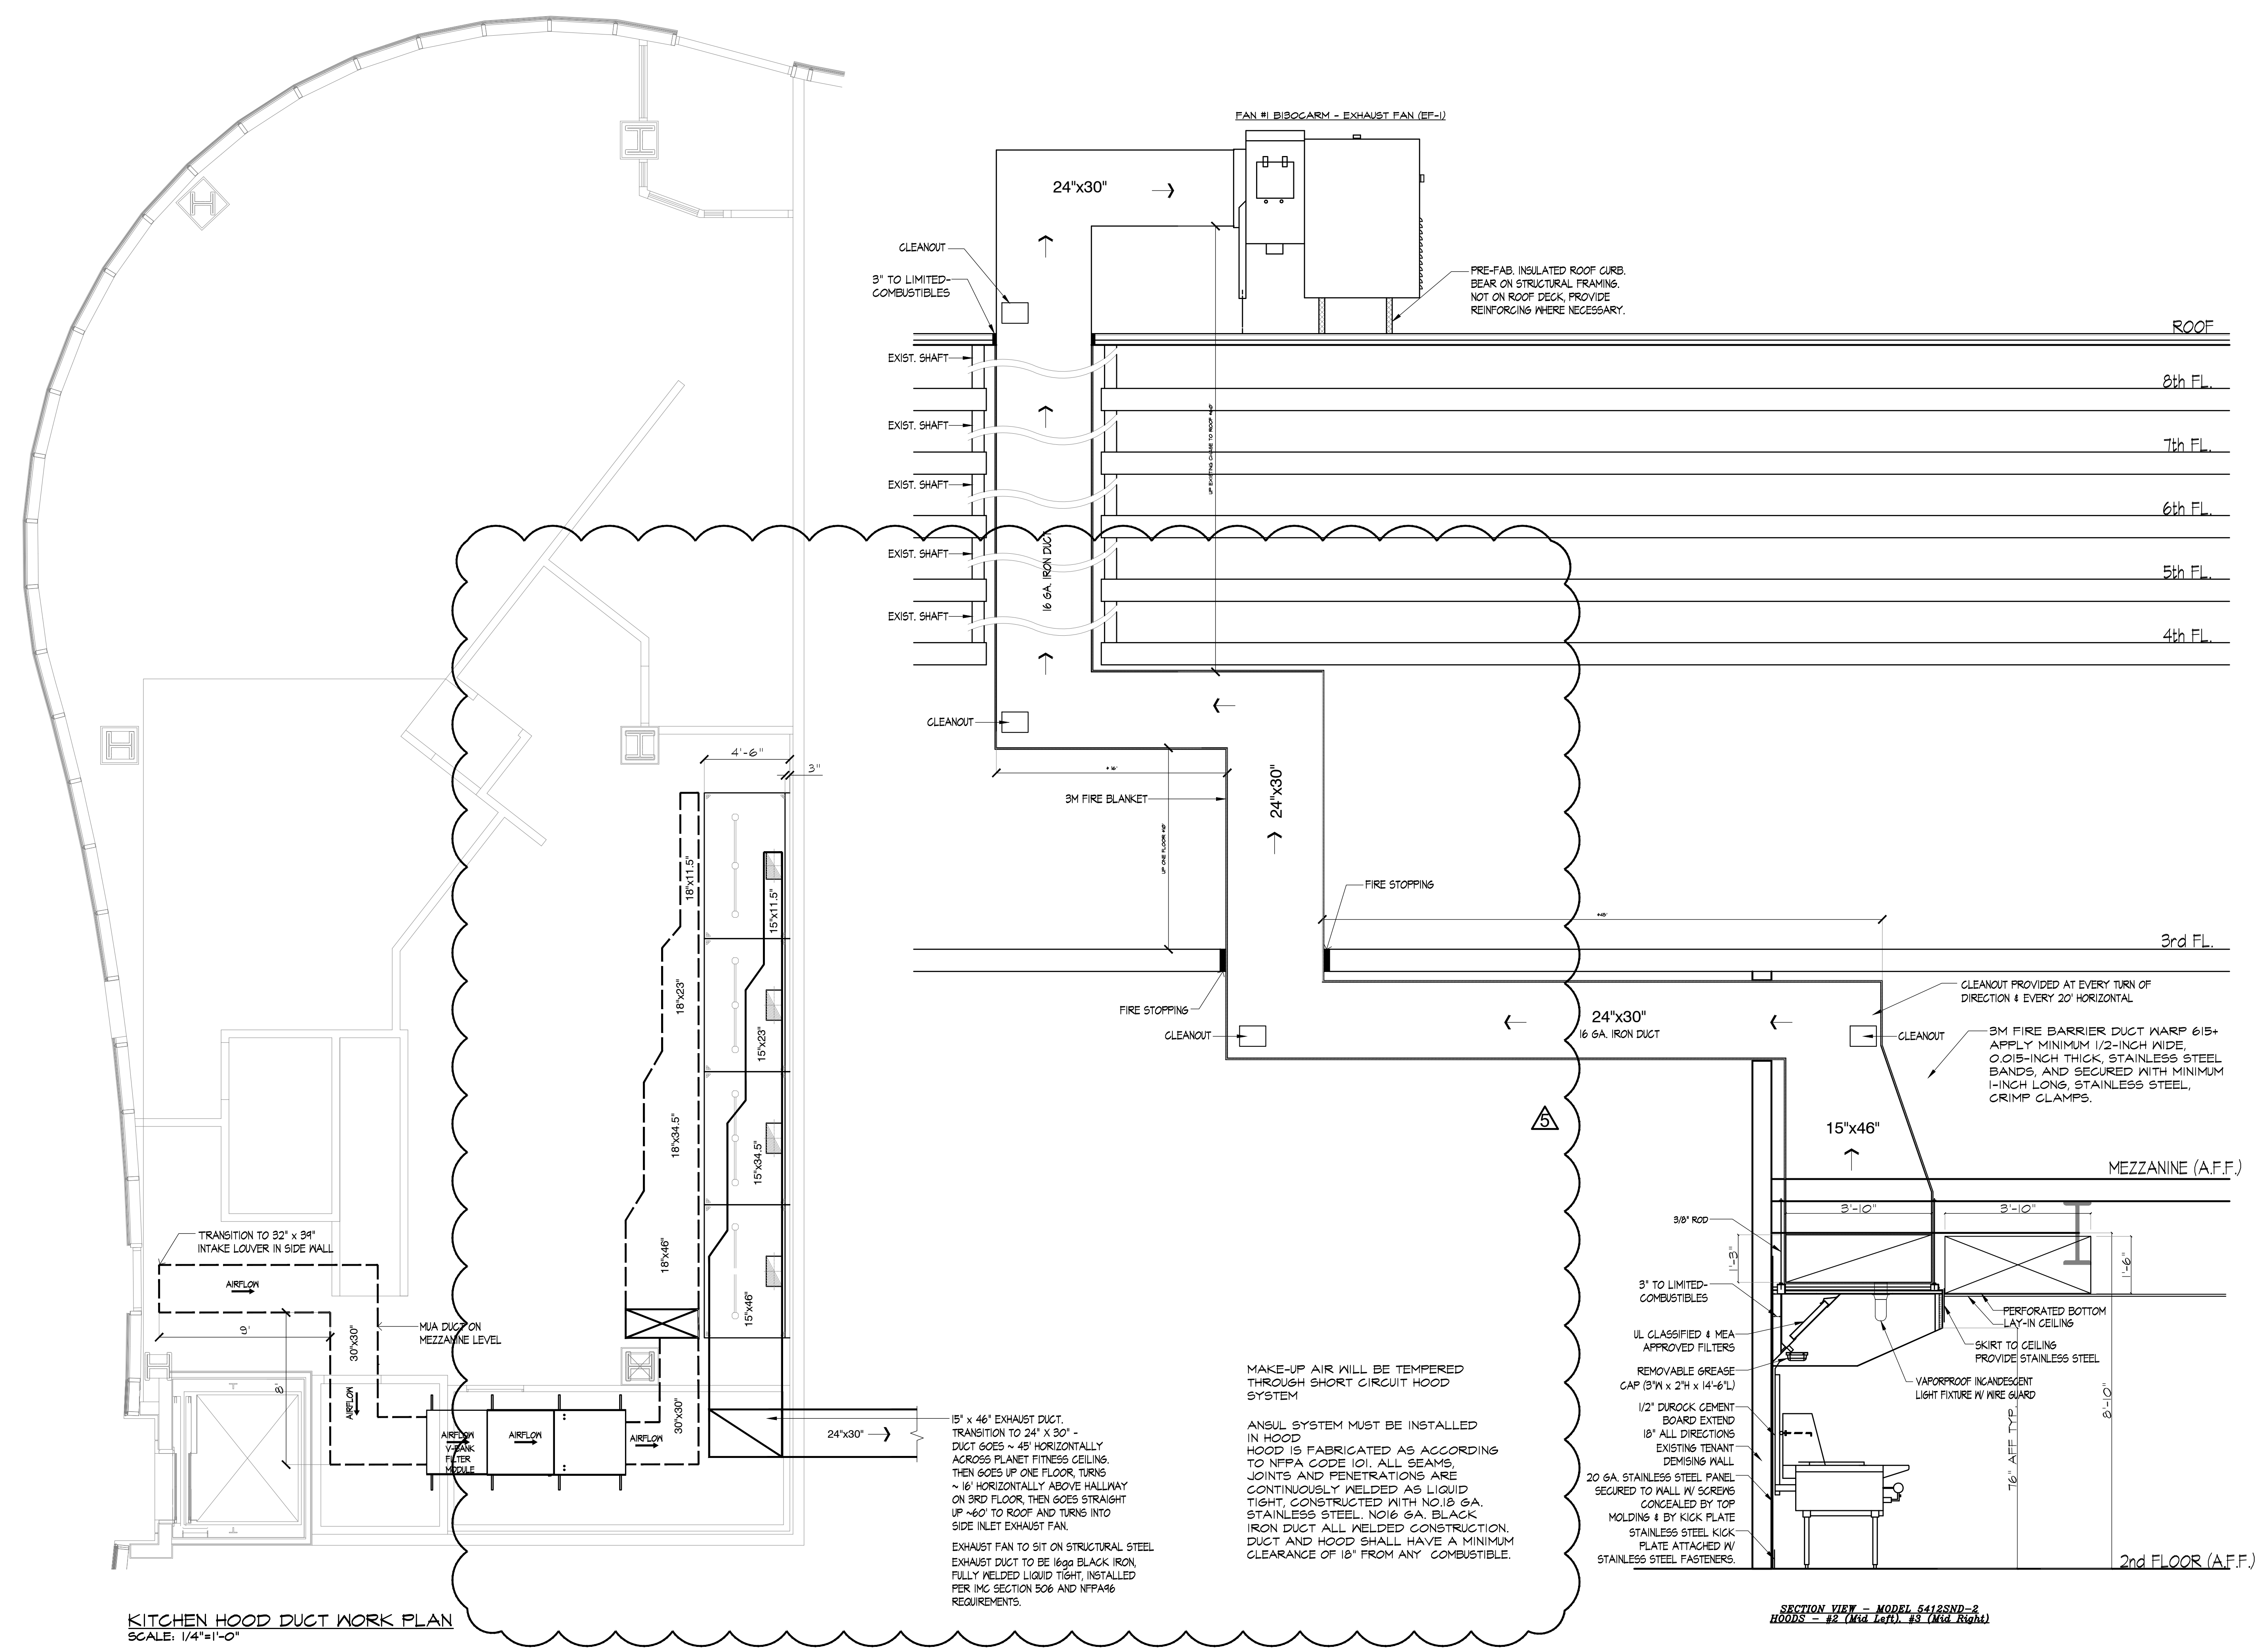 FAN #1 B130CARM - EXHAUST FAN (EF-1)
24"x30"
CLEANOUT
3" TO LIMITED-
COMBUSTIBLES
PRE-FAB. INSULATED ROOF CURB.
BEAR ON STRUCTURAL FRAMING.
NOT ON ROOF DECK, PROVIDE
REINFORCING WHERE NECESSARY.
ROOF
EXIST. SHAFT
8th FL.
EXIST. SHAFT
7th FL.
UP EXISTING CHASE TO ROOF ±60'
EXIST. SHAFT
6th FL.
EXIST. SHAFT
16 GA. IRON DUCT
5th FL.
EXIST. SHAFT
4th FL.
CLEANOUT
± 16'
3M FIRE BLANKET
24"x30"
UP ONE FLOOR
FIRE STOPPING
±45'
3rd FL.
FIRE STOPPING
CLEANOUT
24"x30"
16 GA. IRON DUCT
CLEANOUT PROVIDED AT EVERY TURN OF
DIRECTION & EVERY 20' HORIZONTAL
CLEANOUT
3M FIRE BARRIER DUCT WARP 615+
APPLY MINIMUM 1/2-INCH WIDE,
0.015-INCH THICK, STAINLESS STEEL
BANDS, AND SECURED WITH MINIMUM
1-INCH LONG, STAINLESS STEEL,
CRIMP CLAMPS.
5
15"x46"
MEZZANINE (A.F.F.)
3/8" ROD
3'-10"
3'-10"
1'-3"
1'-6"
3" TO LIMITED-
COMBUSTIBLES
PERFORATED BOTTOM
LAY-IN CEILING
UL CLASSIFIED & MEA
APPROVED FILTERS
SKIRT TO CEILING
PROVIDE STAINLESS STEEL
REMOVABLE GREASE
CAP (3"W x 2"H x 14'-6"L)
VAPORPROOF INCANDESCENT
LIGHT FIXTURE W/ WIRE GUARD
1/2" DUROCK CEMENT
BOARD EXTEND
18" ALL DIRECTIONS
EXISTING TENANT
DEMISING WALL
20 GA. STAINLESS STEEL PANEL
SECURED TO WALL W/ SCREWS
CONCEALED BY TOP
MOLDING & BY KICK PLATE
STAINLESS STEEL KICK
PLATE ATTACHED W/
STAINLESS STEEL FASTENERS.
76" AFF TYP.
8'-10"
2nd FLOOR (A.F.F.)
SECTION VIEW - MODEL 5412SND-2
HOODS - #2 (Mid Left), #3 (Mid Right)
4'-6"
3"
18"x11.5"
15"x11.5"
18"x23"
15"x23"
18"x34.5"
15"x34.5"
18"x46"
15"x46"
TRANSITION TO 32" x 39"
INTAKE LOUVER IN SIDE WALL
AIRFLOW
9'
8'
30"x30"
MUA DUCT ON
MEZZANINE LEVEL
AIRFLOW
AIRFLOW
V-BANK
FILTER
MODULE
AIRFLOW
AIRFLOW
30"x30"
24"x30"
15" x 46" EXHAUST DUCT.
TRANSITION TO 24" X 30" -
DUCT GOES ~ 45' HORIZONTALLY
ACROSS PLANET FITNESS CEILING.
THEN GOES UP ONE FLOOR, TURNS
~ 16' HORIZONTALLY ABOVE HALLWAY
ON 3RD FLOOR, THEN GOES STRAIGHT
UP ~60' TO ROOF AND TURNS INTO
SIDE INLET EXHAUST FAN.
EXHAUST FAN TO SIT ON STRUCTURAL STEEL
EXHAUST DUCT TO BE 16ga BLACK IRON,
FULLY WELDED LIQUID TIGHT, INSTALLED
PER IMC SECTION 506 AND NFPA96
REQUIREMENTS.
MAKE-UP AIR WILL BE TEMPERED
THROUGH SHORT CIRCUIT HOOD
SYSTEM
ANSUL SYSTEM MUST BE INSTALLED
IN HOOD
HOOD IS FABRICATED AS ACCORDING
TO NFPA CODE 101. ALL SEAMS,
JOINTS AND PENETRATIONS ARE
CONTINUOUSLY WELDED AS LIQUID
TIGHT, CONSTRUCTED WITH NO.18 GA.
STAINLESS STEEL. NO16 GA. BLACK
IRON DUCT ALL WELDED CONSTRUCTION.
DUCT AND HOOD SHALL HAVE A MINIMUM
CLEARANCE OF 18" FROM ANY COMBUSTIBLE.
KITCHEN HOOD DUCT WORK PLAN
SCALE: 1/4"=1'-0"